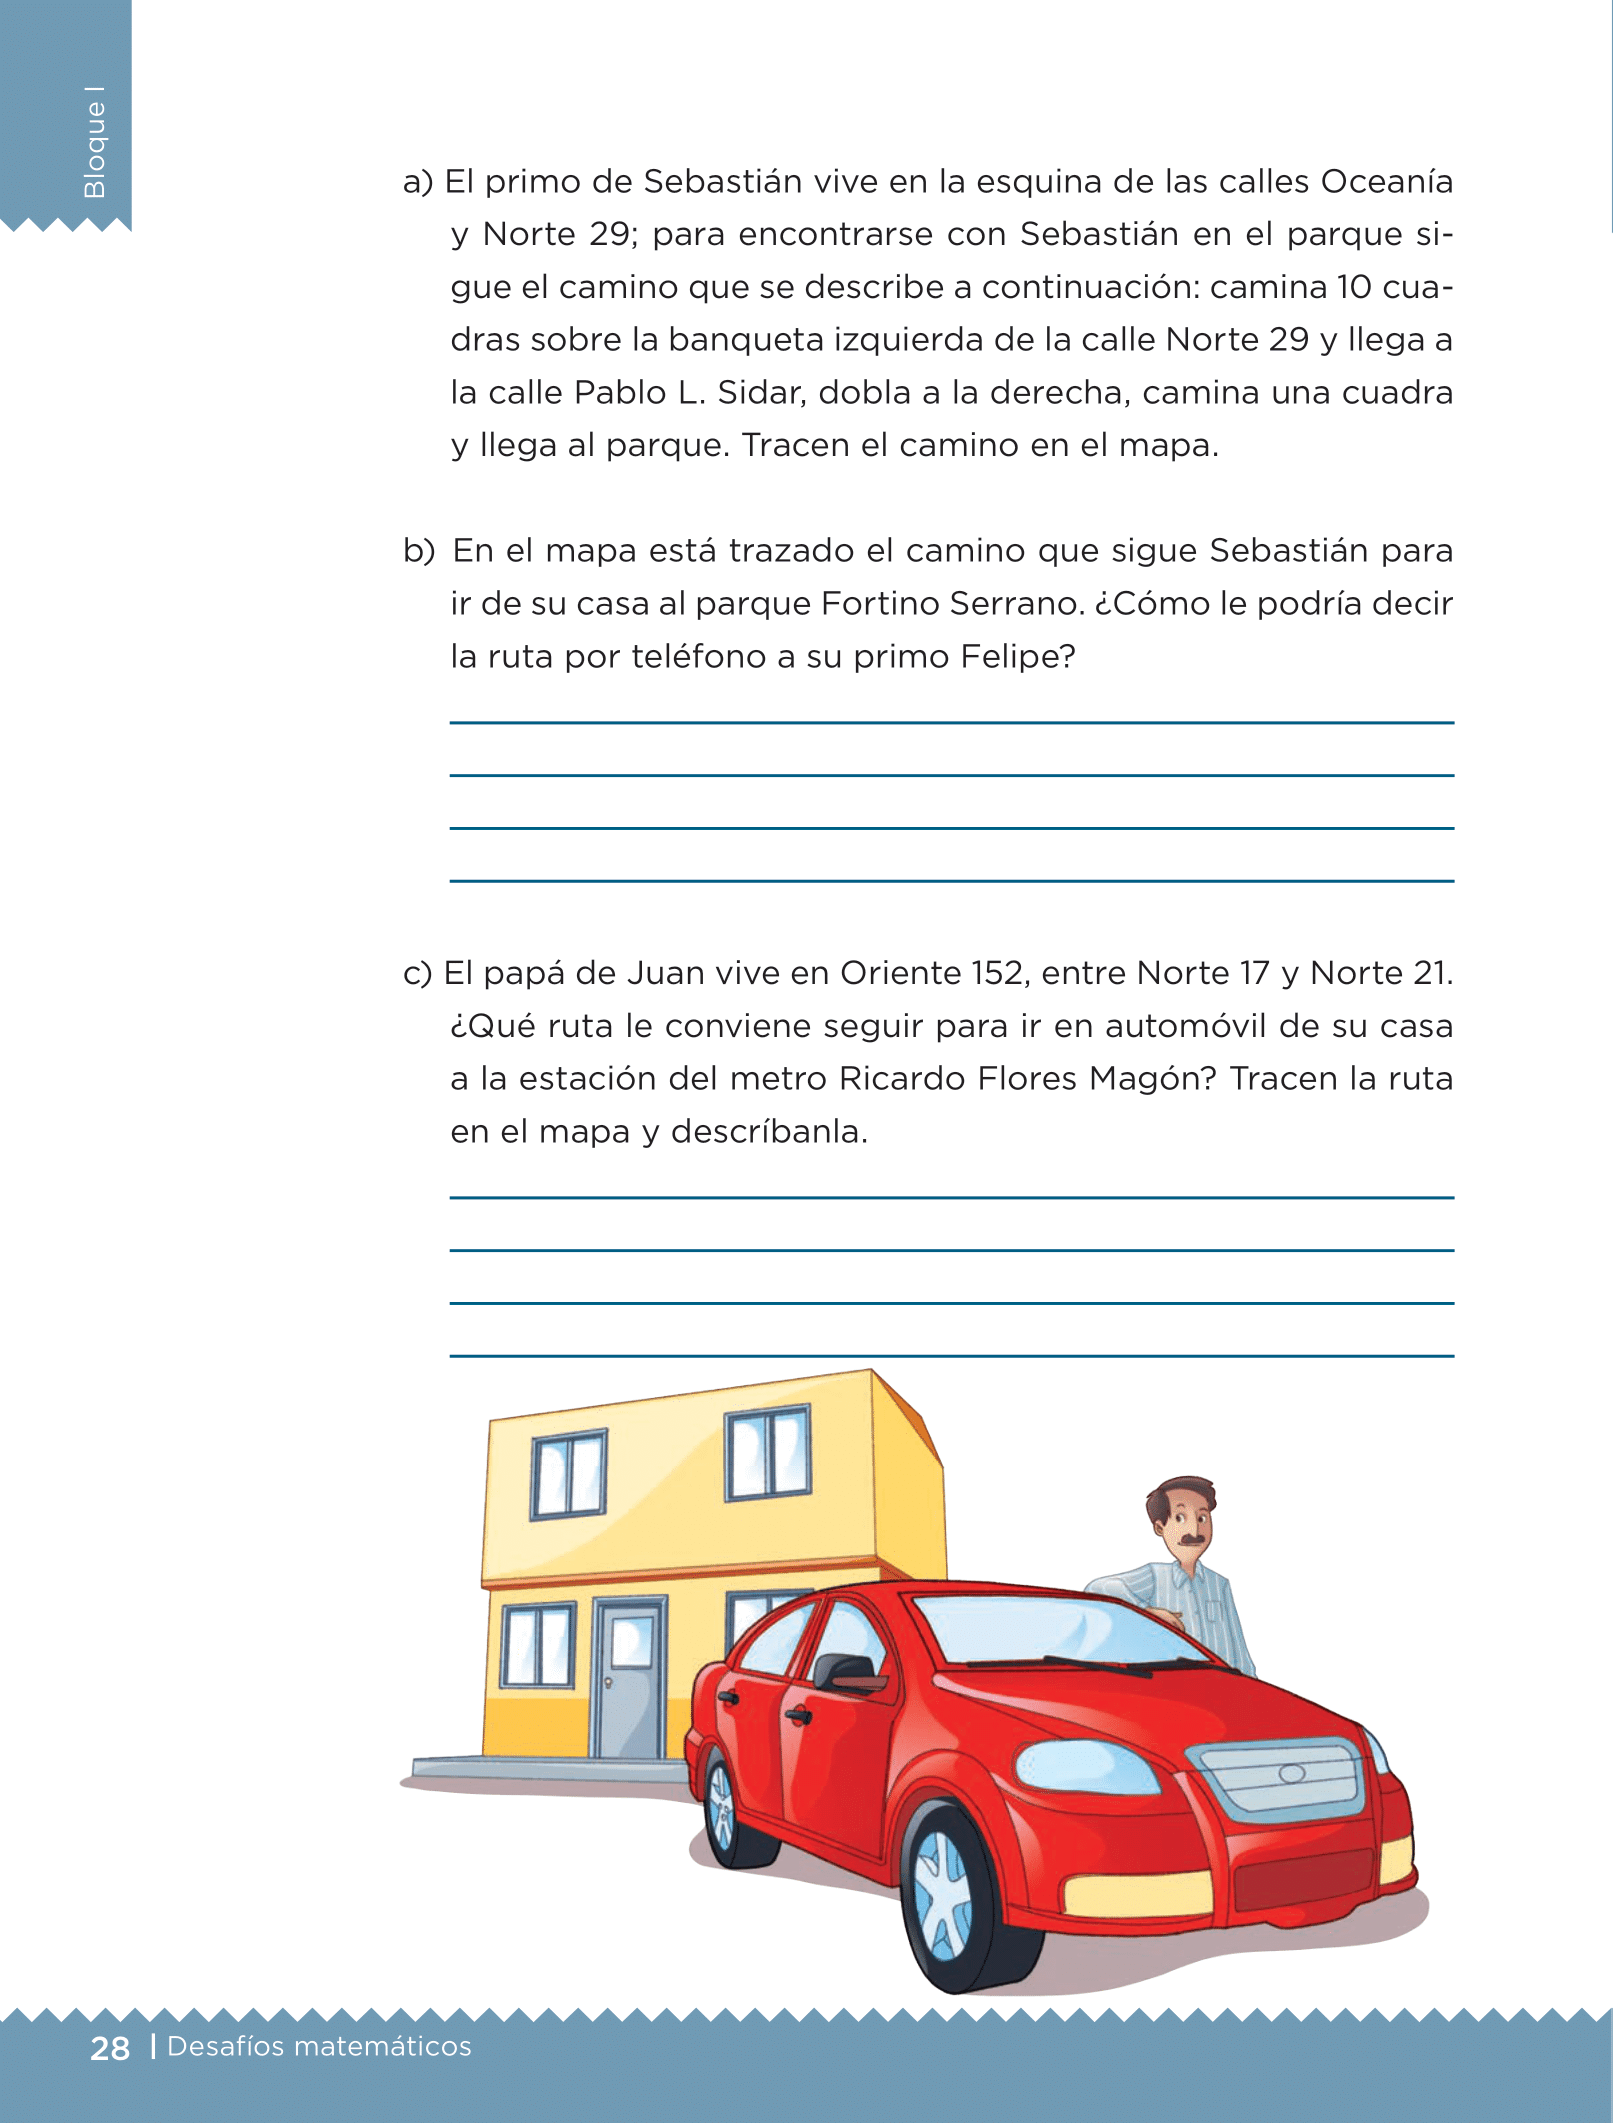 Bloque I
a) El primo de Sebastián vive en la esquina de las calles Oceanía
y Norte 29; para encontrarse con Sebastián en el parque si-
gue el camino que se describe a continuación: camina 10 cua-
dras sobre la banqueta izquierda de la calle Norte 29 y llega a
la calle Pablo L. Sidar, dobla a la derecha, camina una cuadra
y llega al parque. Tracen el camino en el mapa.
b) En el mapa está trazado el camino que sigue Sebastián para
ir de su casa al parque Fortino Serrano. ¿Cómo le podría decir
la ruta por teléfono a su primo Felipe?
c) El papá de Juan vive en Oriente 152, entre Norte 17 y Norte 21.
¿Qué ruta le conviene seguir para ir en automóvil de su casa
a la estación del metro Ricardo Flores Magón? Tracen la ruta
en el mapa y descríbanla.
28 | Desafíos matemáticos